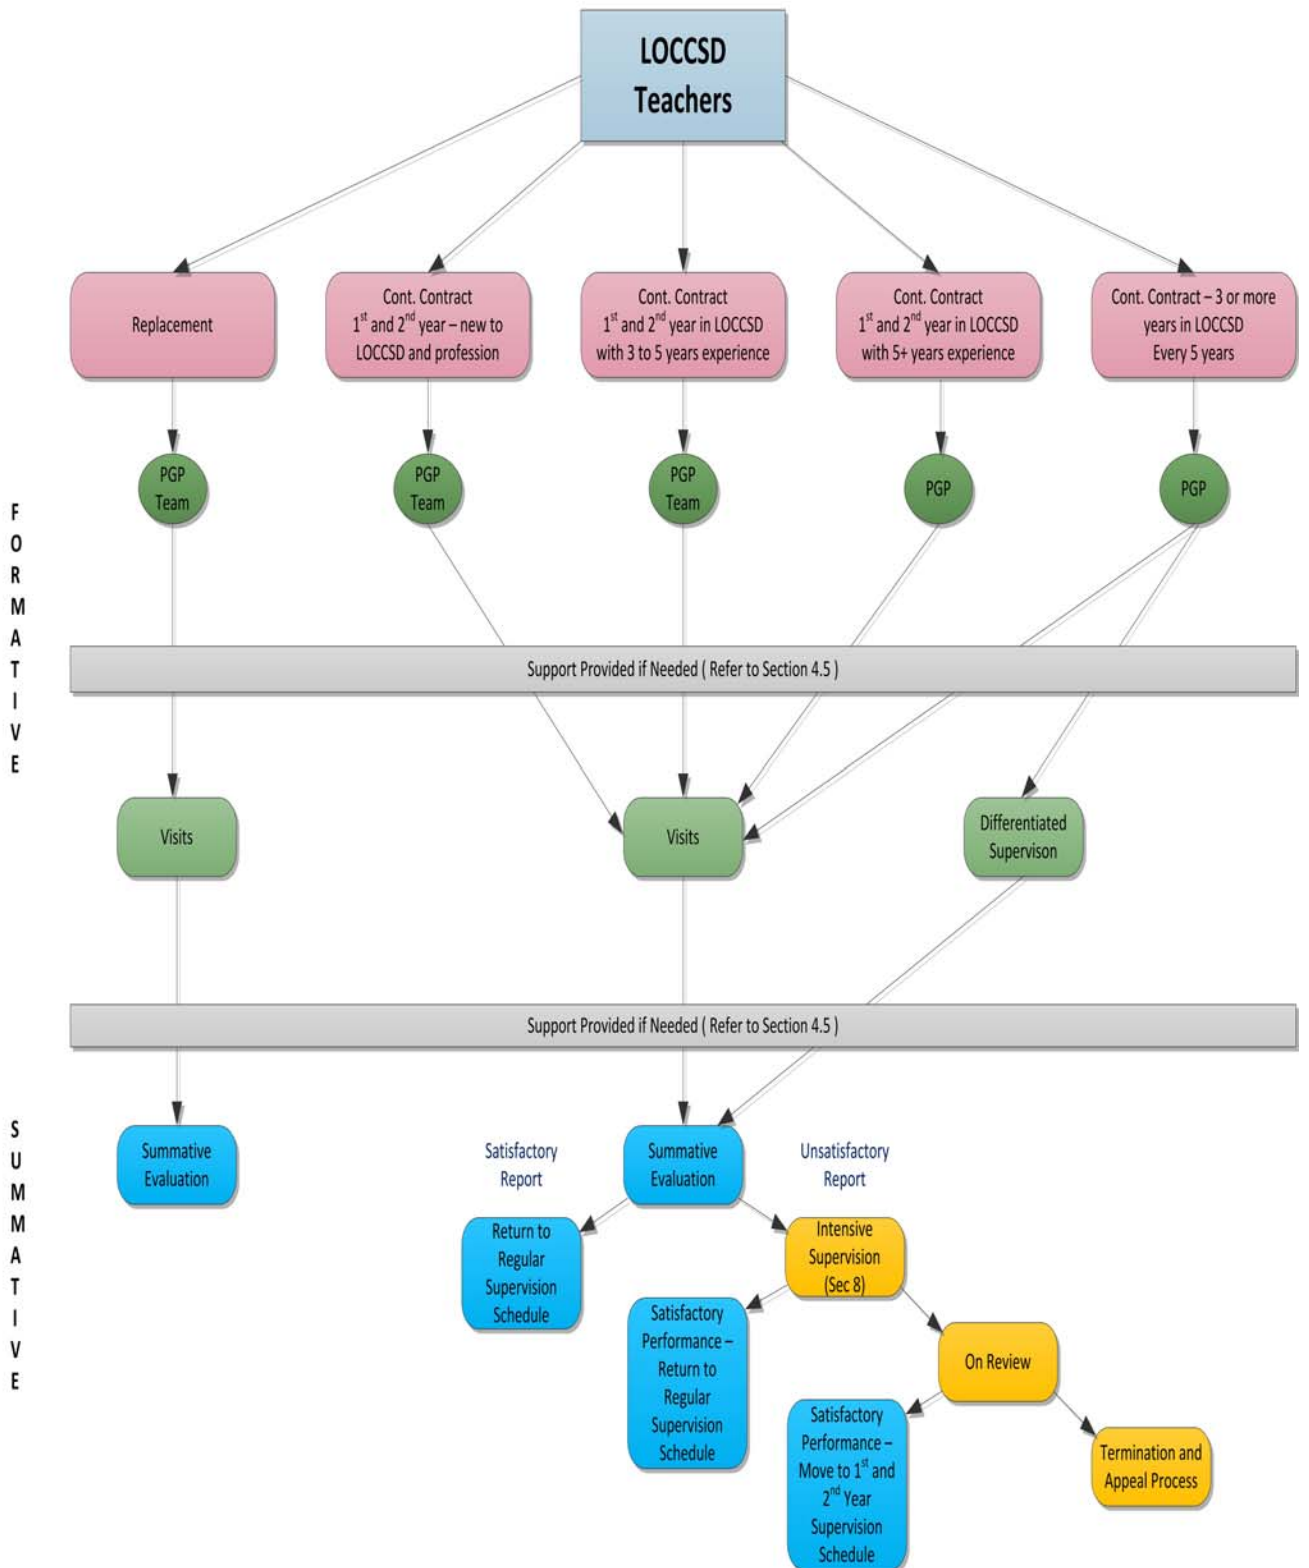 LOCCSD
Teachers
Replacement
Cont. Contract
1st and 2nd year – new to
LOCCSD and profession
Cont. Contract
1st and 2nd year in LOCCSD
with 3 to 5 years experience
Cont. Contract
1st and 2nd year in LOCCSD
with 5+ years experience
Cont. Contract – 3 or more
years in LOCCSD
Every 5 years
PGP
Team
PGP
Team
PGP
Team
PGP
PGP
FORMATIVE
Support Provided if Needed ( Refer to Section 4.5 )
Visits
Visits
Differentiated
Supervison
Support Provided if Needed ( Refer to Section 4.5 )
SUMMATIVE
Summative
Evaluation
Satisfactory
Report
Summative
Evaluation
Unsatisfactory
Report
Return to
Regular
Supervision
Schedule
Intensive
Supervision
(Sec 8)
Satisfactory
Performance –
Return to
Regular
Supervision
Schedule
On Review
Satisfactory
Performance –
Move to 1st and
2nd Year
Supervision
Schedule
Termination and
Appeal Process